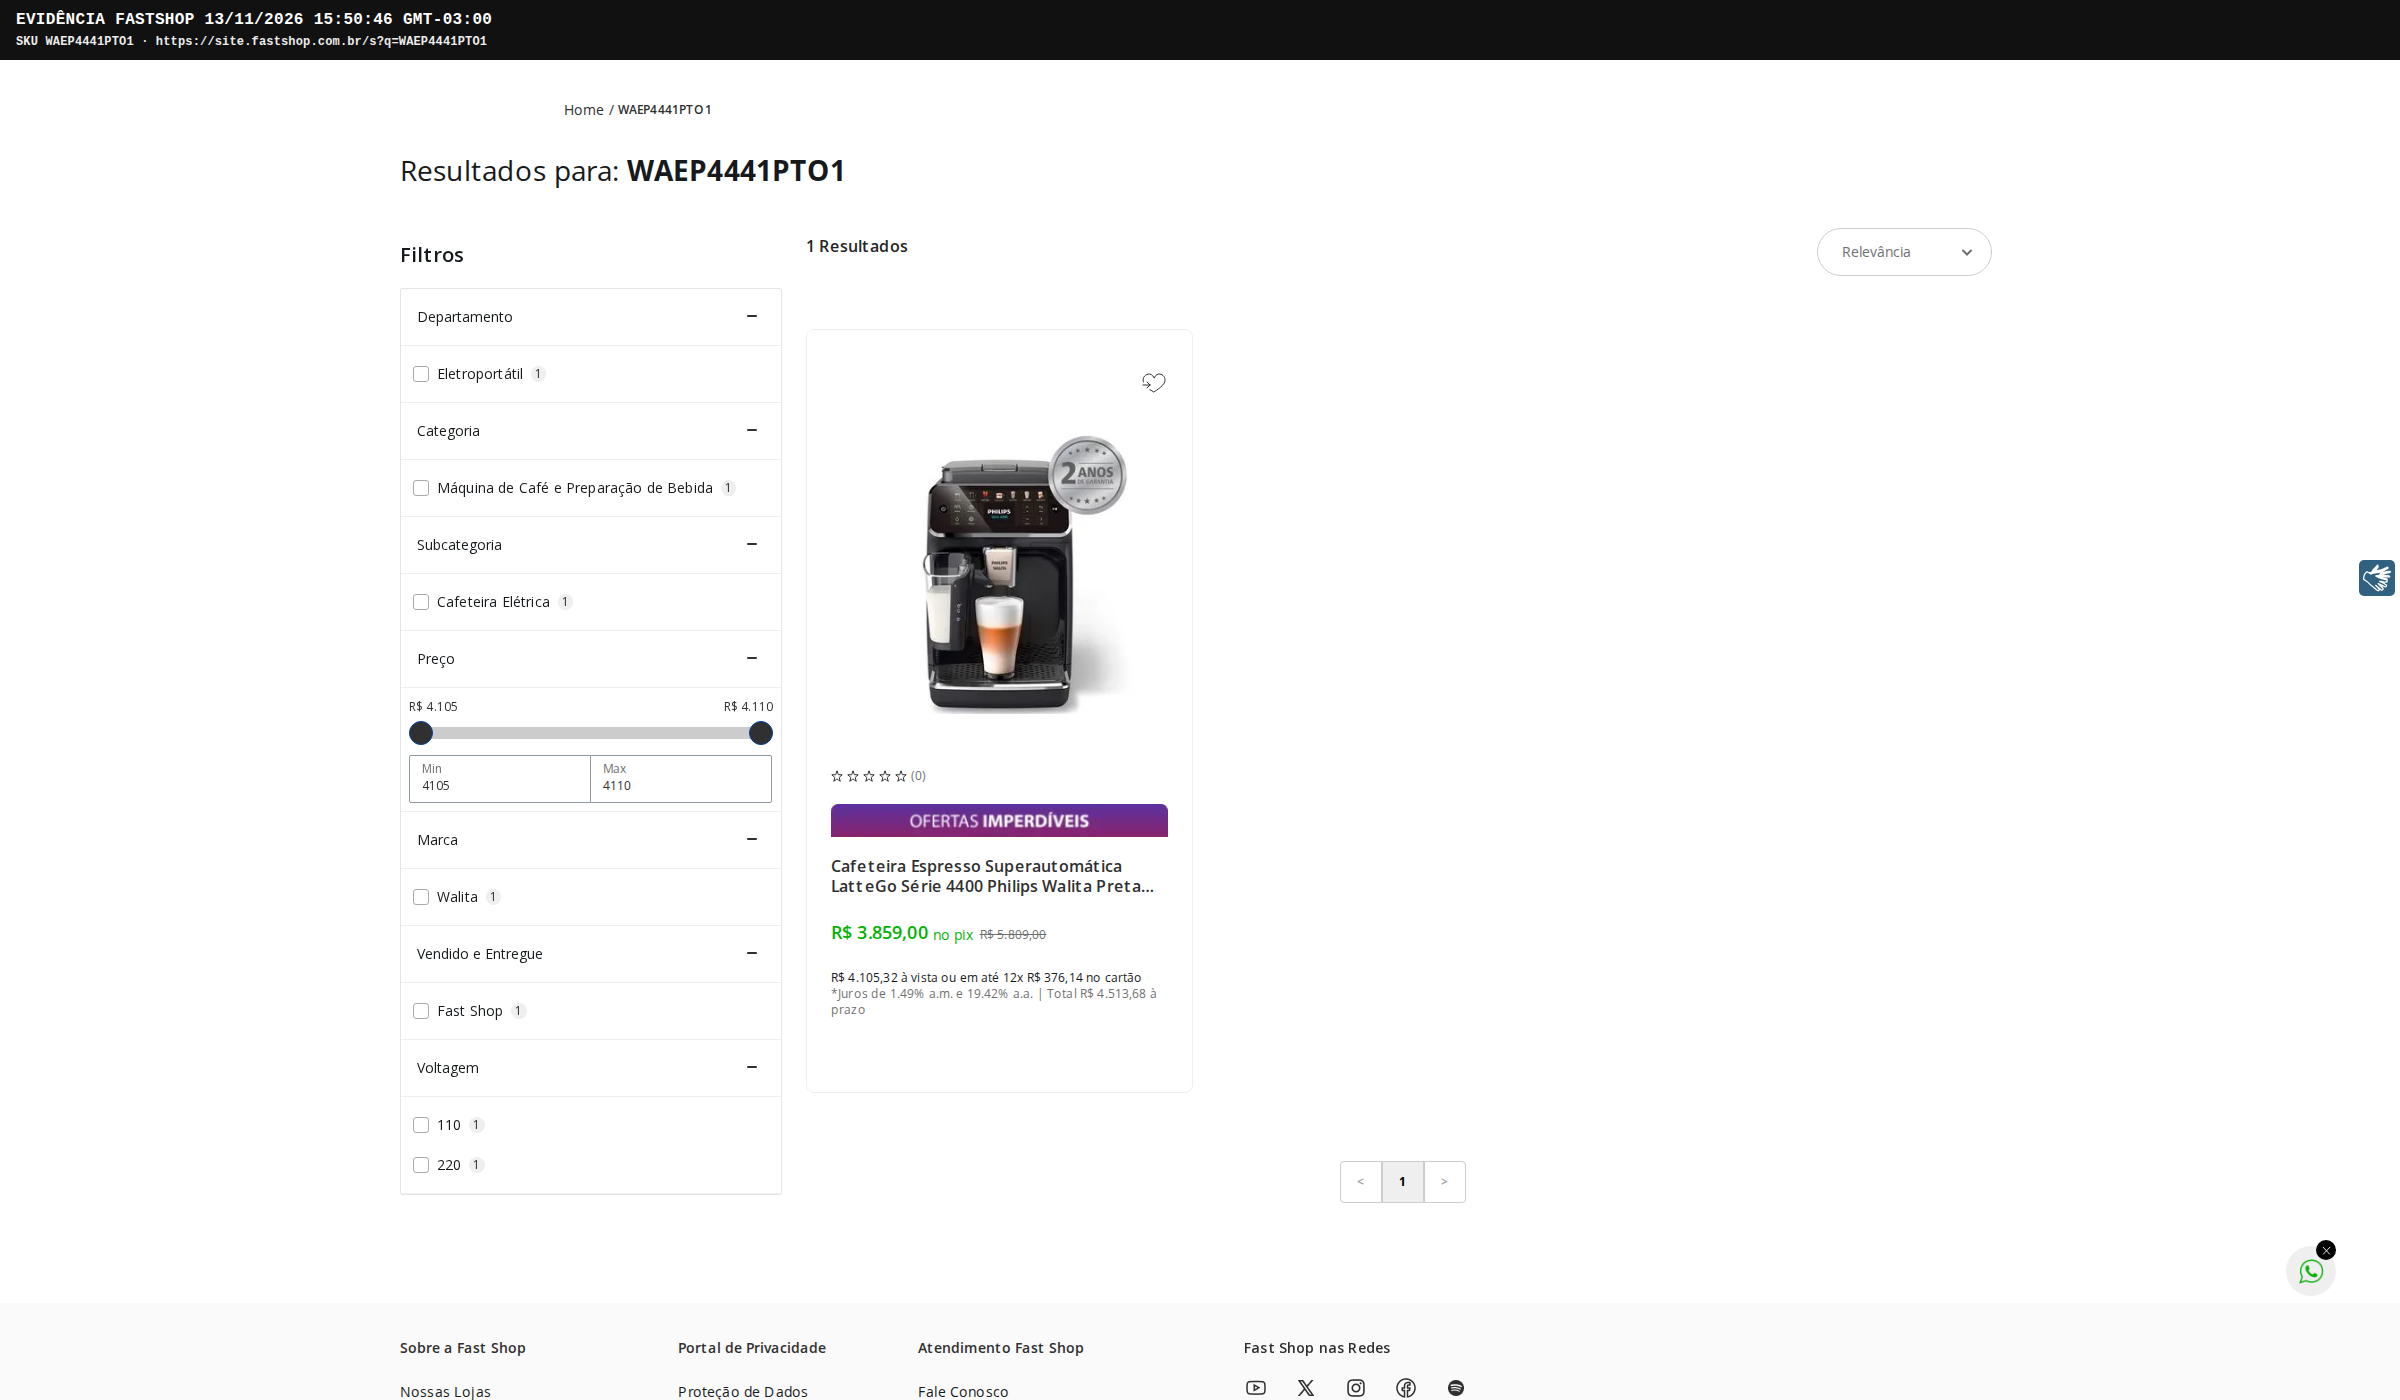 EVIDÊNCIA FASTSHOP 13/11/2026 15:50:46 GMT-03:00
SKU WAEP4441PTO1 · https://site.fastshop.com.br/s?q=WAEP4441PTO1
Home / WAEP4441PTO1
Resultados para: WAEP4441PTO1
Filtros
1 Resultados
Relevância
Departamento
Eletroportátil 1
Categoria
Máquina de Café e Preparação de Bebida 1
Subcategoria
Cafeteira Elétrica 1
Preço
R$ 4.105 R$ 4.110
Min Max
4105 4110
Marca
Walita 1
Vendido e Entregue
Fast Shop 1
Voltagem
110 1
220 1
2 ANOS
DE GARANTIA
PHILIPS
PHILIPS
WALITA
(0)
OFERTAS IMPERDÍVEIS
Cafeteira Espresso Superautomática
LatteGo Série 4400 Philips Walita Preta...
R$ 3.859,00 no pix R$ 5.809,00
R$ 4.105,32 à vista ou em até 12x R$ 376,14 no cartão
*Juros de 1.49% a.m. e 19.42% a.a. | Total R$ 4.513,68 à
prazo
< 1 >
Sobre a Fast Shop
Portal de Privacidade
Atendimento Fast Shop
Fast Shop nas Redes
Nossas Lojas
Proteção de Dados
Fale Conosco